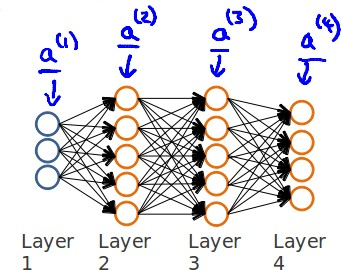 a(1) a(2) a(3) a(4)
Layer Layer Layer Layer
1 2 3 4